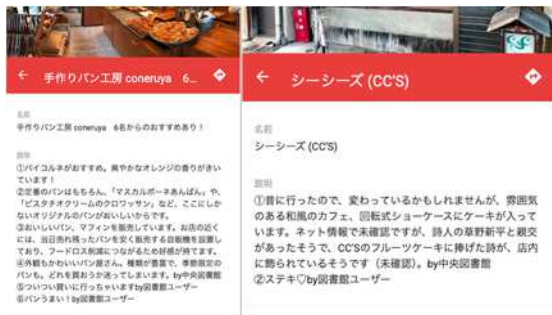 手作りパン工房 coneruya 6...
名前
手作りパン工房 coneruya 6名からのおすすめあり！
説明
①パイコルネがおすすめ。爽やかなオレンジの香りがきい
ています！
②定番のパンはもちろん、「マスカルポーネあんぱん」や、
「ピスタチオクリームのクロワッサン」など、ここにしか
ないオリジナルのパンがおいしいからです。
③おいしいパン、マフィンを販売しています。お店の近く
には、当日売れ残ったパンを安く販売する自販機を設置し
ており、フードロス削減につながるため好感が持てます。
④外観もかわいいパン屋さん。種類が豊富で、季節限定の
パンも。どれを買おうか迷ってしまいます。by中央図書館
⑤ついつい買いに行っちゃいますby図書館ユーザー
⑥パンうまい！by図書館ユーザー
シーシーズ (CC'S)
名前
シーシーズ (CC'S)
説明
①昔に行ったので、変わっているかもしれませんが、雰囲気
のある和風のカフェ、回転式ショーケースにケーキが入って
います。ネット情報で未確認ですが、詩人の草野新平と親交
があったそうで、CC'Sのフルーツケーキに捧げた詩が、店内
に飾られているそうです（未確認）。by中央図書館
②ステキ♡by図書館ユーザー